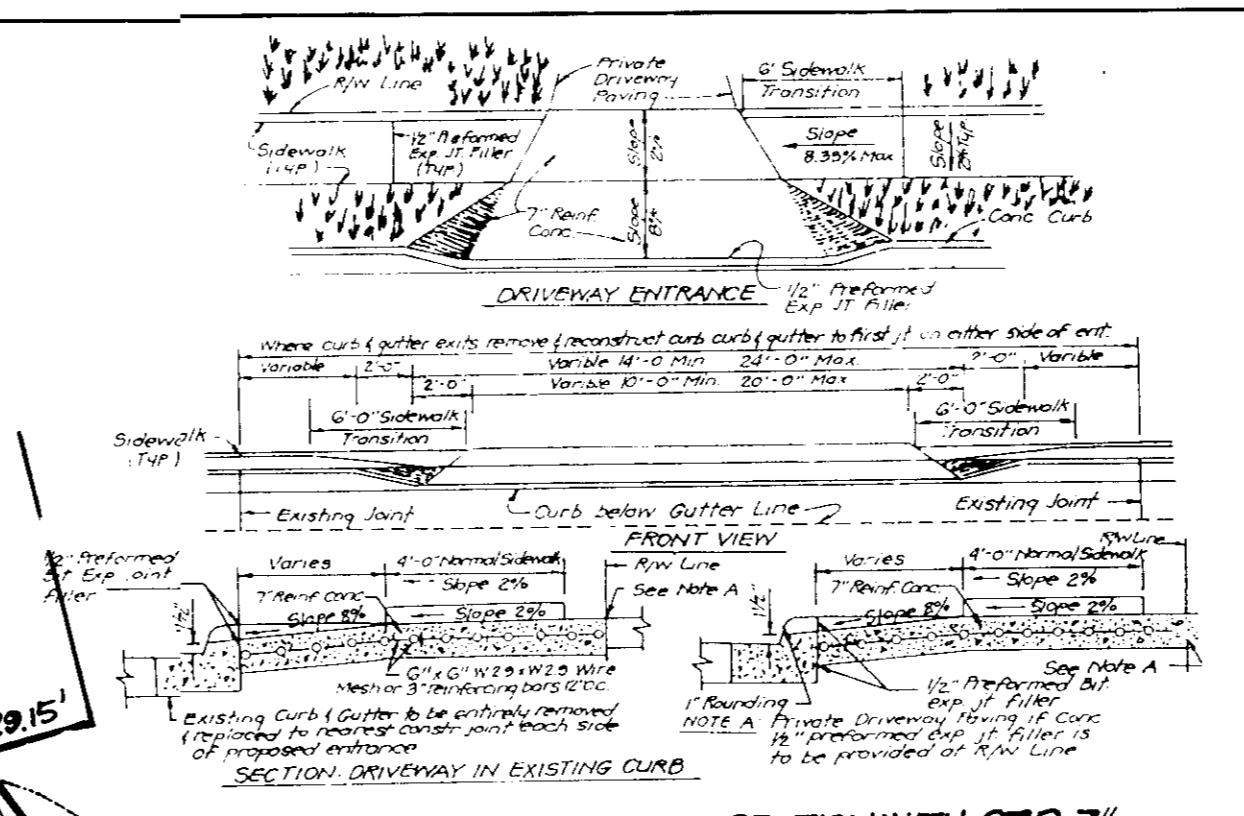 Private
Driveway
Paving
6' Sidewalk
Transition
R/W Line
Sidewalk
(TYP)
1/2" Preformed
Exp. JT. Filler
(TYP)
Slope
2%
Slope
8.33% Max
Slope
2% TYP
7" Reinf.
Conc.
Slope
8%
Conc Curb
DRIVEWAY ENTRANCE
1/2" Preformed
Exp JT Filler
Where curb & gutter exits remove & reconstruct curb curb & gutter to first jt on either side of ent.
Variable 2'-0" Varible 14'-0 Min 24'-0" Max. 2'-0" Varible
2'-0" Varible 10'-0" Min. 20'-0" Max 2'-0"
6'-0" Sidewalk
Transition
6'-0" Sidewalk
Transition
Sidewalk
(TYP)
Existing Joint
Curb below Gutter Line
Existing Joint
FRONT VIEW
1/2" Preformed
Exp Joint
Filler
Varies
4'-0" Normal Sidewalk
Slope 2%
R/W Line
See Note A
7" Reinf Conc
Slope 8%
Slope 2%
1 1/2"
6" x 6" W2.9 x W2.9 Wire
Mesh or 3" reinforcing bars 12" o.c.
Existing Curb & Gutter to be entirely removed
& replaced to nearest constr joint each side
of proposed entrance
SECTION-DRIVEWAY IN EXISTING CURB
R/W Line
Varies
4'-0" Normal Sidewalk
Slope 2%
7" Reinf. Conc.
Slope 8%
Slope 2%
1 1/2"
See Note A
1/2" Preformed Bit.
exp. jt filler
1" Rounding
NOTE A: Private Driveway Paving if Conc
1/2" preformed exp jt. filler is
to be provided at R/W Line
29.15'